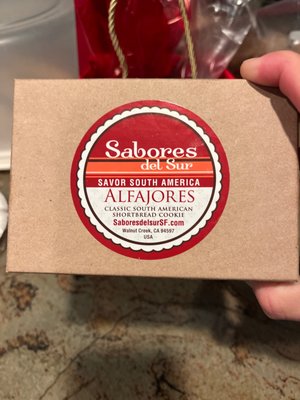 Sabores
del Sur
SAVOR SOUTH AMERICA
ALFAJORES
CLASSIC SOUTH AMERICAN
SHORTBREAD COOKIE
SaboresdelsurSF.com
Walnut Creek, CA 94597
USA